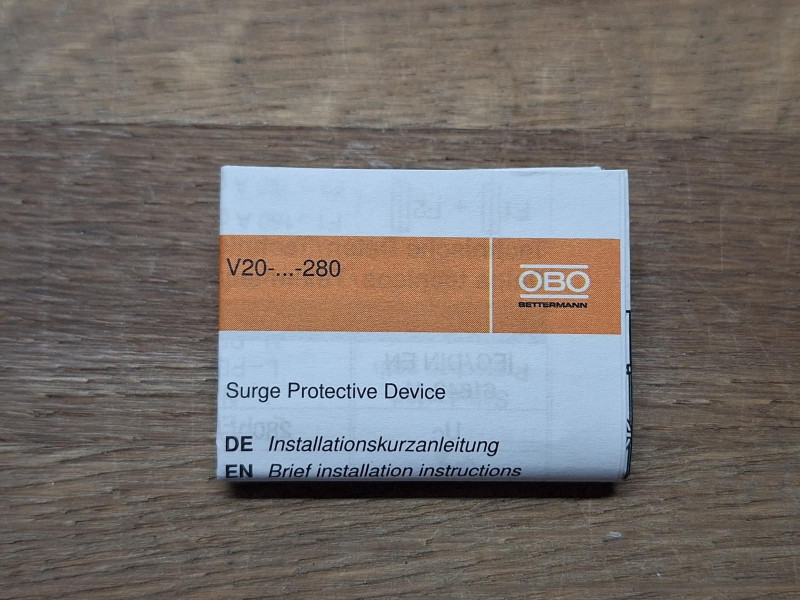 V20-...-280
OBO
BETTERMANN
Surge Protective Device
DE Installationskurzanleitung
EN Brief installation instructions